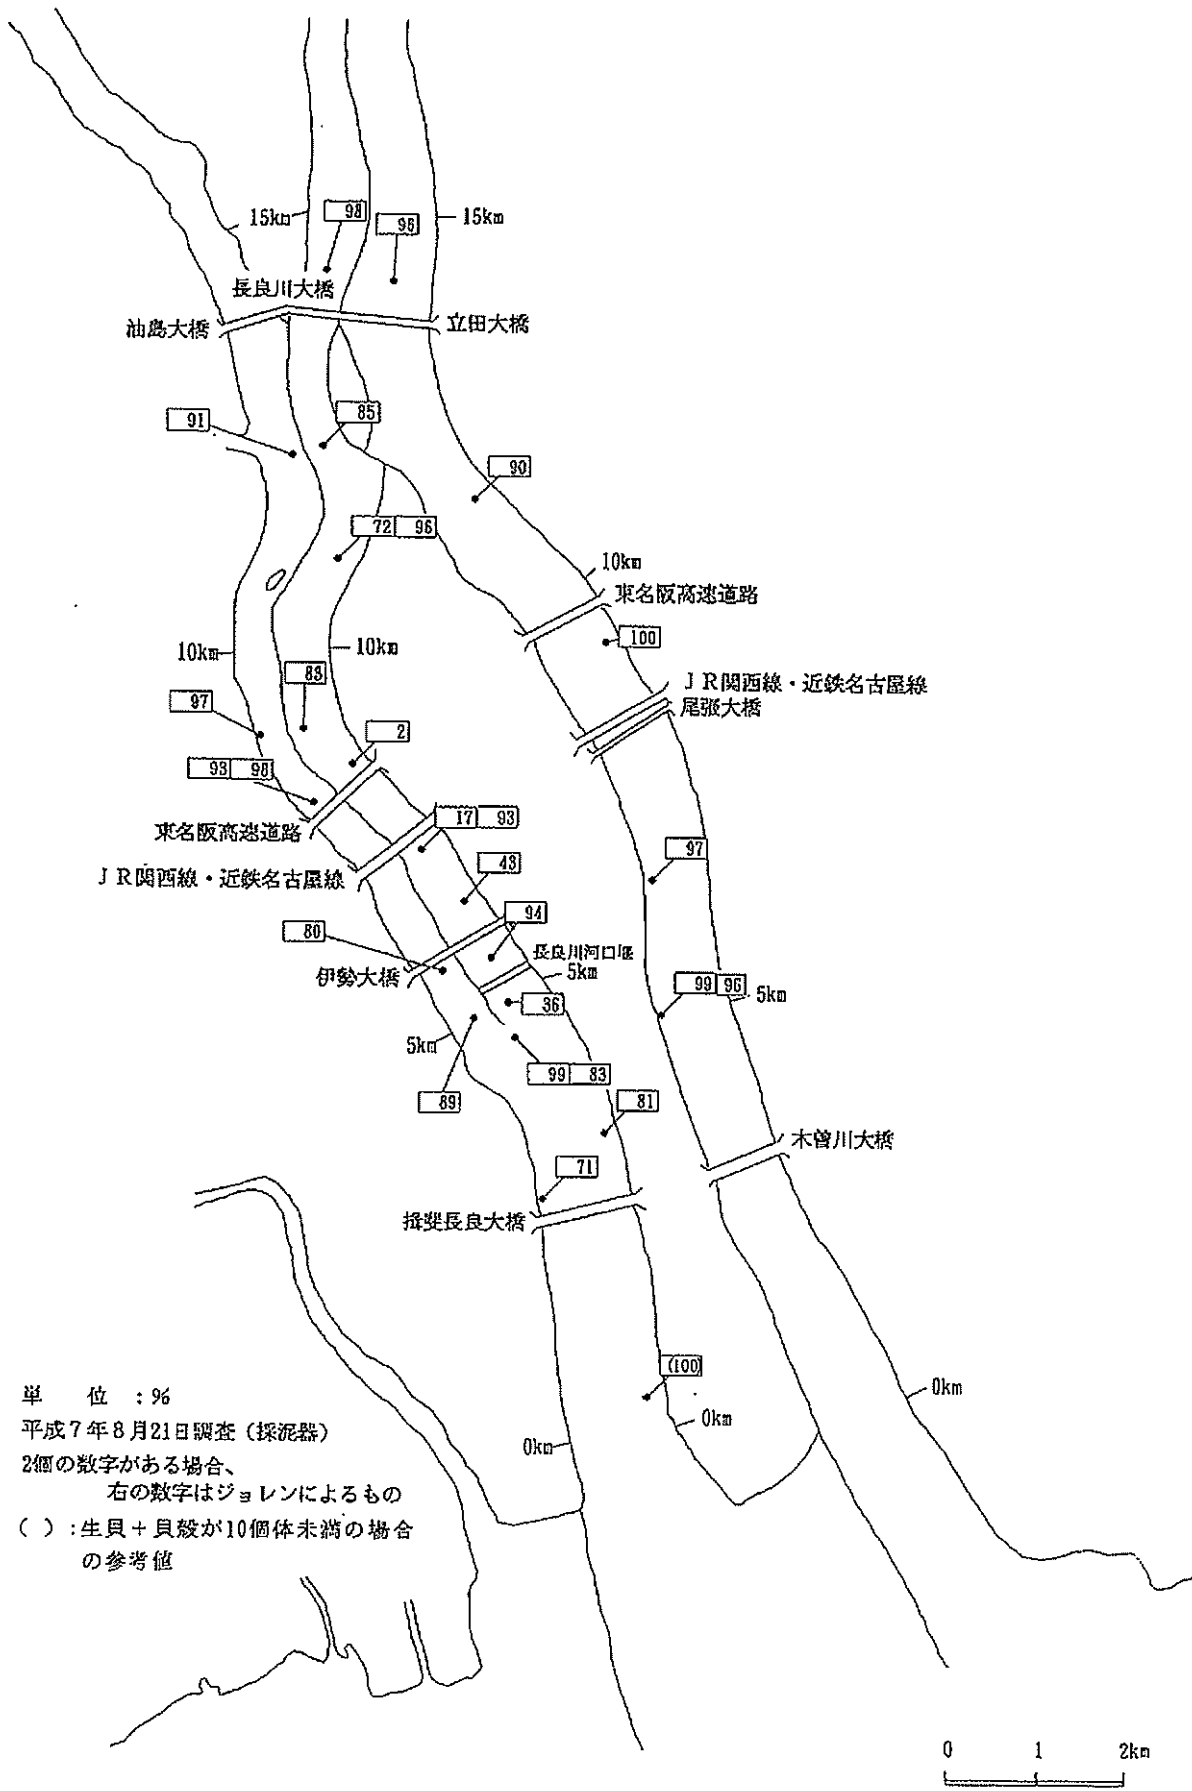 15km
98
98
15km
長良川大橋
油島大橋
立田大橋
91
85
90
72 96
10km
東名阪高速道路
100
10km
10km
83
97
ＪＲ関西線・近鉄名古屋線
尾張大橋
2
93 98
東名阪高速道路
17 93
97
ＪＲ関西線・近鉄名古屋線
43
94
80
長良川河口堰
伊勢大橋
5km
99 96
5km
36
5km
99 83
89
81
木曽川大橋
71
揖斐長良大橋
(100)
0km
0km
0km
単 位 ：%
平成7年8月21日調査（採泥器）
2個の数字がある場合、
右の数字はジョレンによるもの
（ ）：生貝＋貝殻が10個体未満の場合
の参考値
0 1 2km